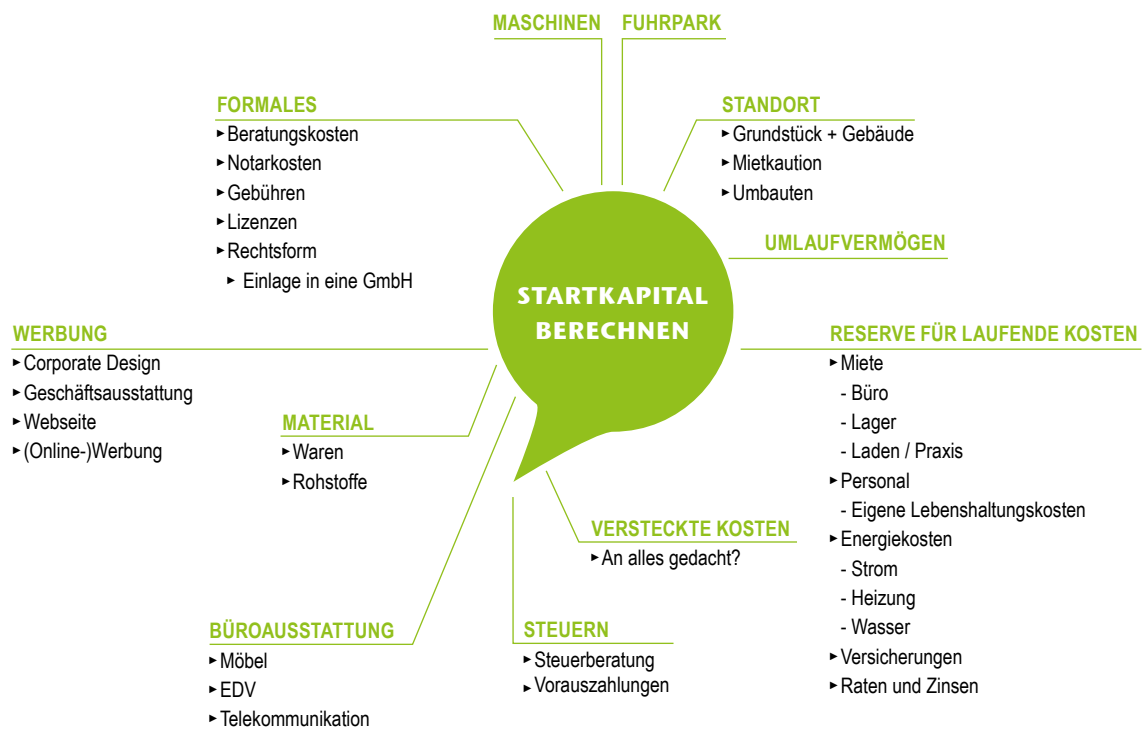 MASCHINEN
FUHRPARK
FORMALES
▸Beratungskosten
▸Notarkosten
▸Gebühren
▸Lizenzen
▸Rechtsform
▸ Einlage in eine GmbH
STANDORT
▸Grundstück + Gebäude
▸Mietkaution
▸Umbauten
UMLAUFVERMÖGEN
STARTKAPITAL
BERECHNEN
WERBUNG
▸Corporate Design
▸Geschäftsausstattung
▸Webseite
▸(Online-)Werbung
MATERIAL
▸Waren
▸Rohstoffe
RESERVE FÜR LAUFENDE KOSTEN
▸Miete
- Büro
- Lager
- Laden / Praxis
▸Personal
- Eigene Lebenshaltungskosten
▸Energiekosten
- Strom
- Heizung
- Wasser
▸Versicherungen
▸Raten und Zinsen
VERSTECKTE KOSTEN
▸An alles gedacht?
BÜROAUSSTATTUNG
▸Möbel
▸EDV
▸Telekommunikation
STEUERN
▸Steuerberatung
▸Vorauszahlungen